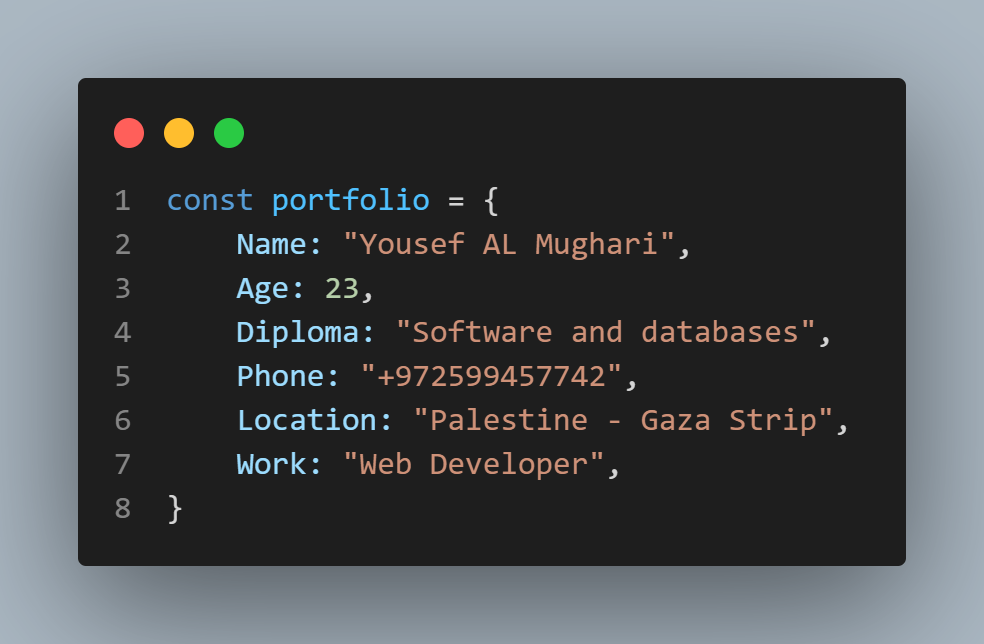 1 const portfolio = {
2 Name: "Yousef AL Mughari",
3 Age: 23,
4 Diploma: "Software and databases",
5 Phone: "+972599457742",
6 Location: "Palestine - Gaza Strip",
7 Work: "Web Developer",
8 }